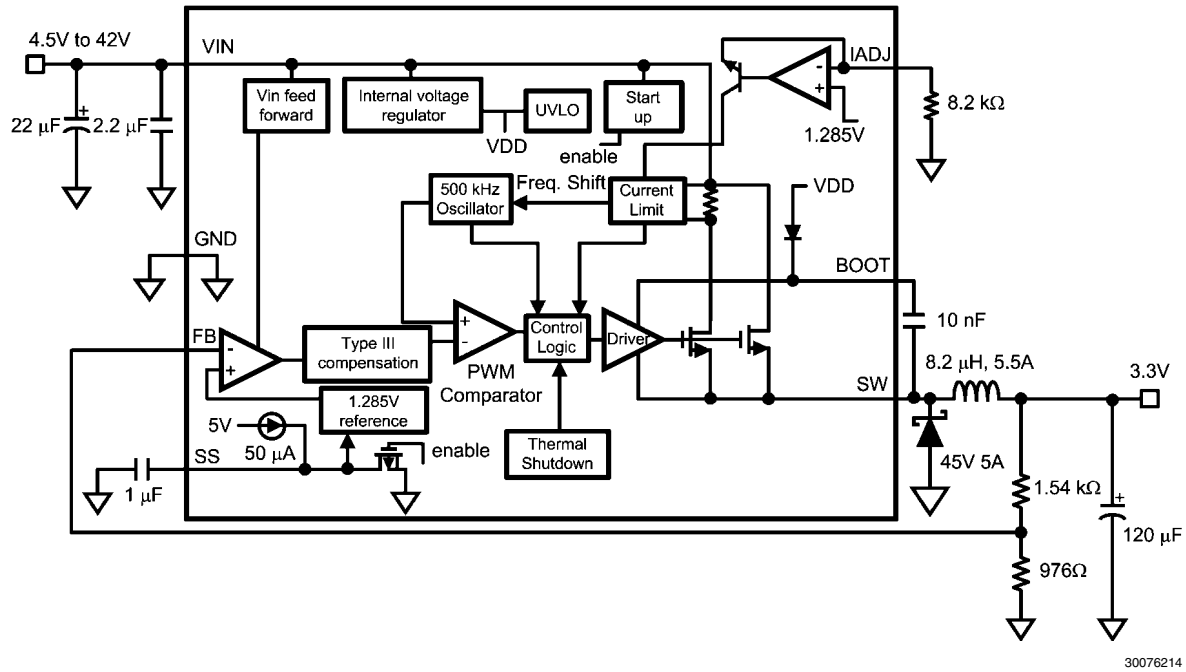 4.5V to 42V
VIN
IADJ
Vin feed
forward
Internal voltage
regulator
UVLO
Start
up
8.2 kΩ
22 μF
+
2.2 μF
VDD
enable
-
+
1.285V
500 kHz
Oscillator
Freq. Shift
Current
Limit
VDD
GND
BOOT
FB
-
+
Type III
compensation
+
-
PWM
Comparator
Control
Logic
Driver
10 nF
8.2 μH, 5.5A
SW
3.3V
1.285V
reference
5V
50 μA
SS
enable
Thermal
Shutdown
45V 5A
1 μF
1.54 kΩ
+
120 μF
976Ω
30076214